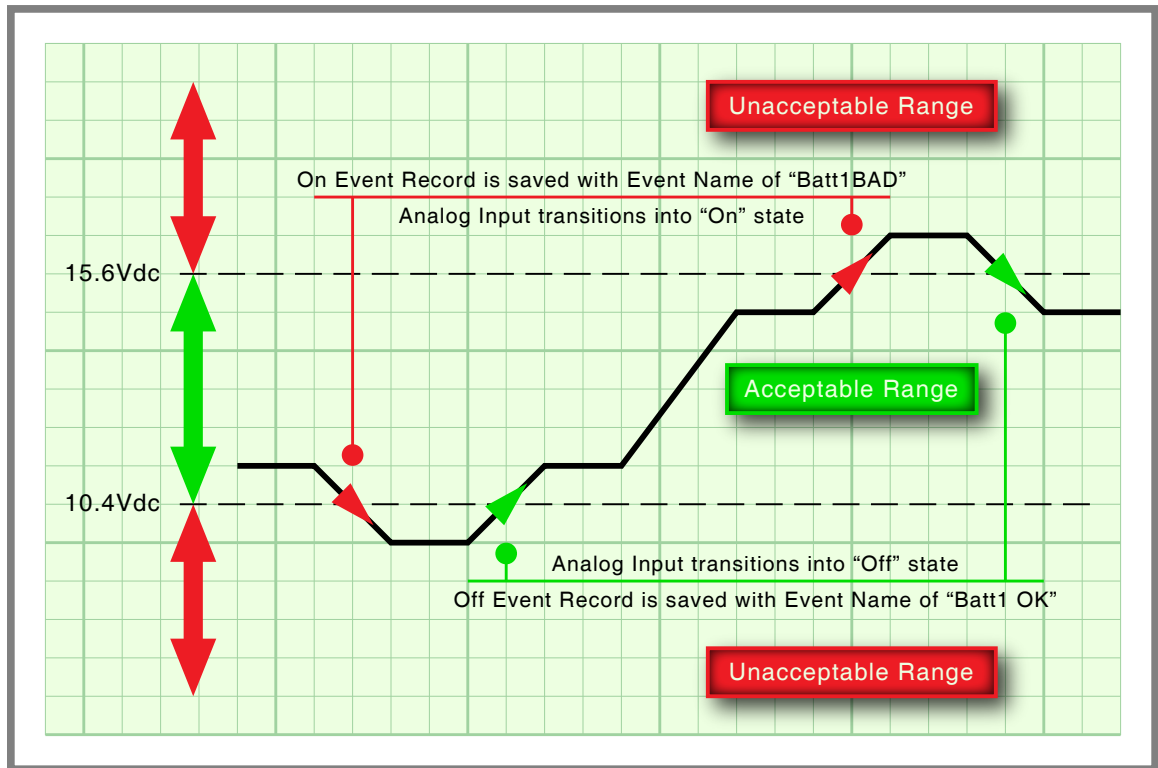 Unacceptable Range
On Event Record is saved with Event Name of “Batt1BAD”
Analog Input transitions into “On” state
15.6Vdc
Acceptable Range
10.4Vdc
Analog Input transitions into “Off” state
Off Event Record is saved with Event Name of “Batt1 OK”
Unacceptable Range